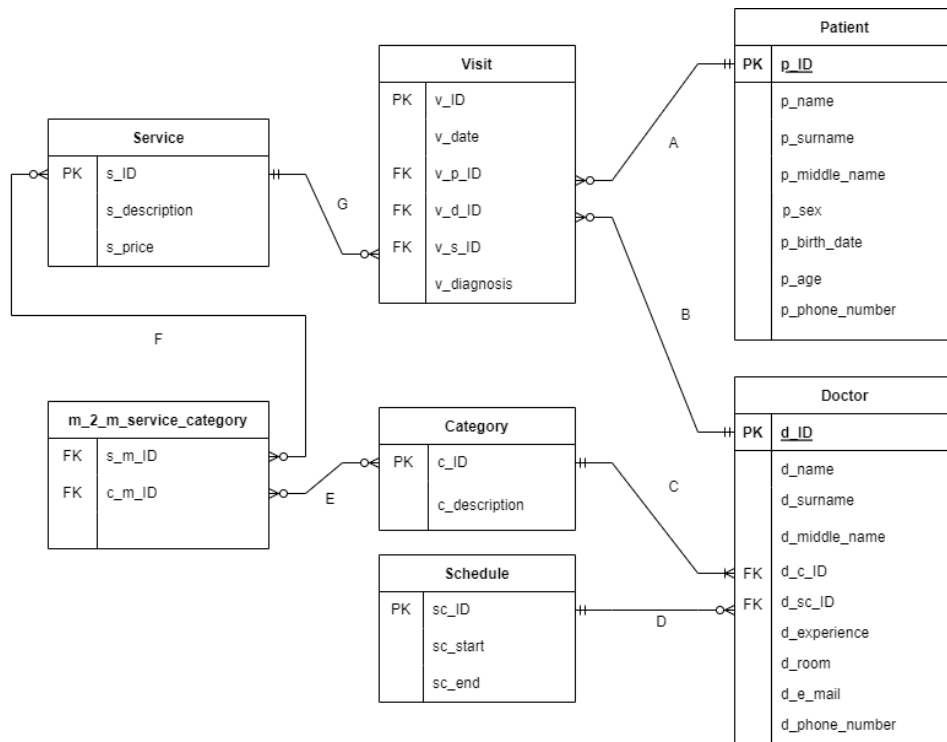 Patient
PK p_ID
p_name
p_surname
p_middle_name
p_sex
p_birth_date
p_age
p_phone_number
Visit
PK v_ID
v_date
FK v_p_ID
FK v_d_ID
FK v_s_ID
v_diagnosis
Service
PK s_ID
s_description
s_price
A
G
B
F
m_2_m_service_category
FK s_m_ID
FK c_m_ID
Category
PK c_ID
c_description
E
C
Doctor
PK d_ID
d_name
d_surname
d_middle_name
FK d_c_ID
FK d_sc_ID
d_experience
d_room
d_e_mail
d_phone_number
Schedule
PK sc_ID
sc_start
sc_end
D